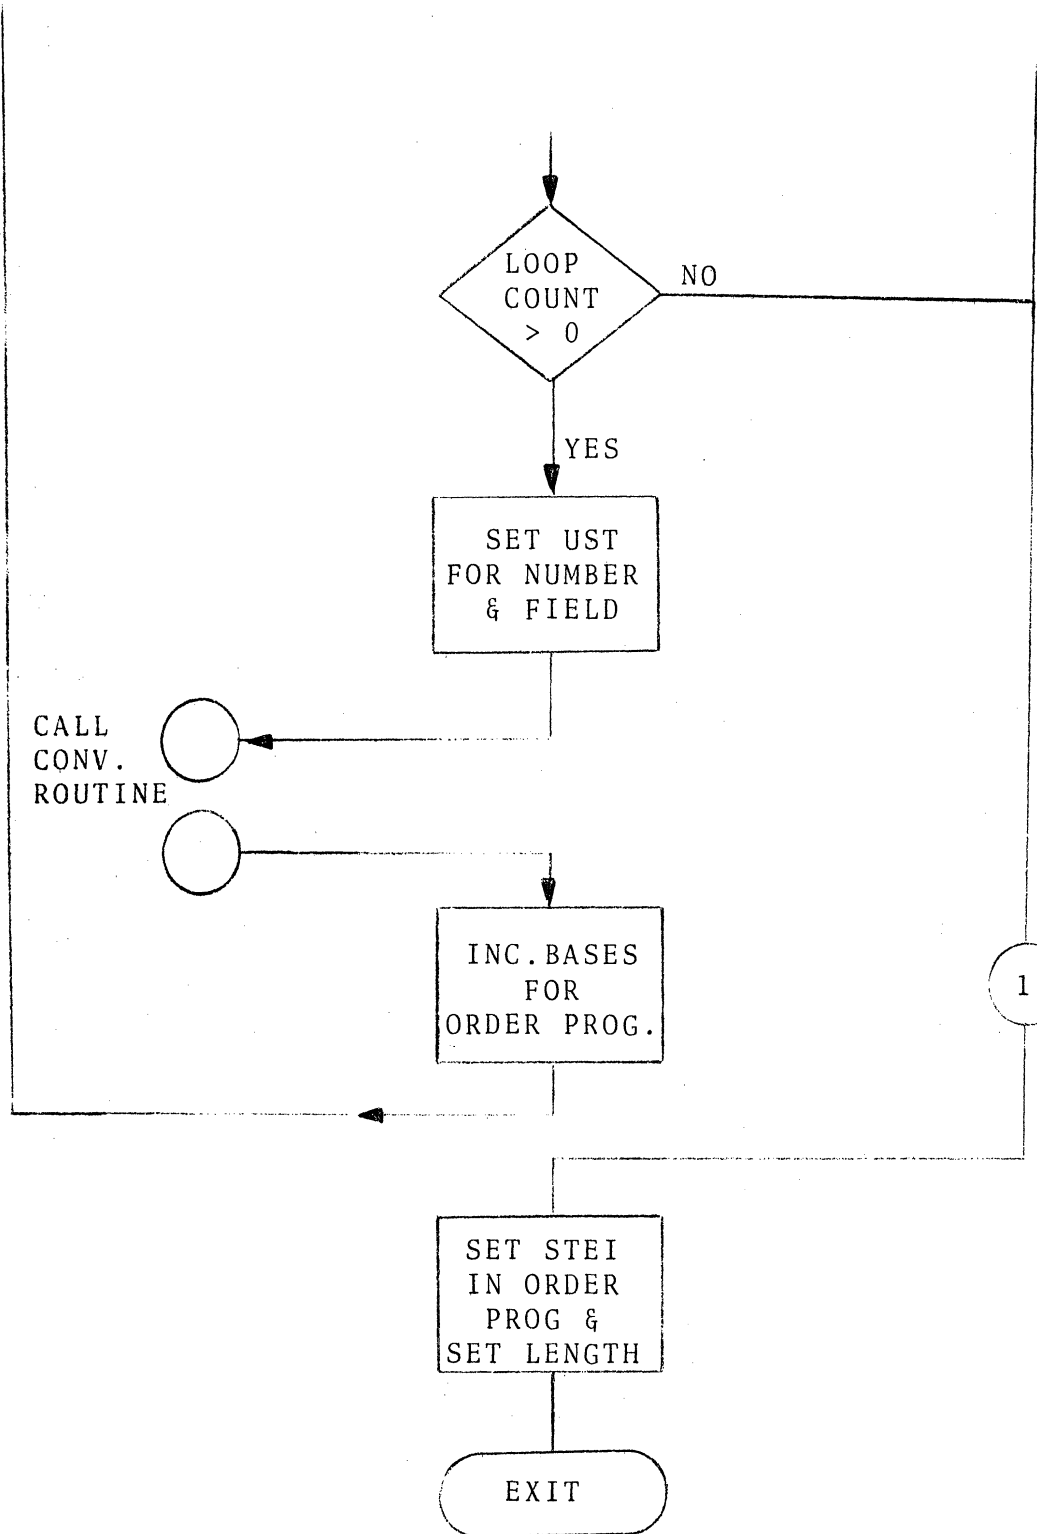 LOOP
COUNT
> 0
NO
YES
SET UST
FOR NUMBER
& FIELD
CALL
CONV.
ROUTINE
INC.BASES
FOR
ORDER PROG.
1
SET STEI
IN ORDER
PROG &
SET LENGTH
EXIT